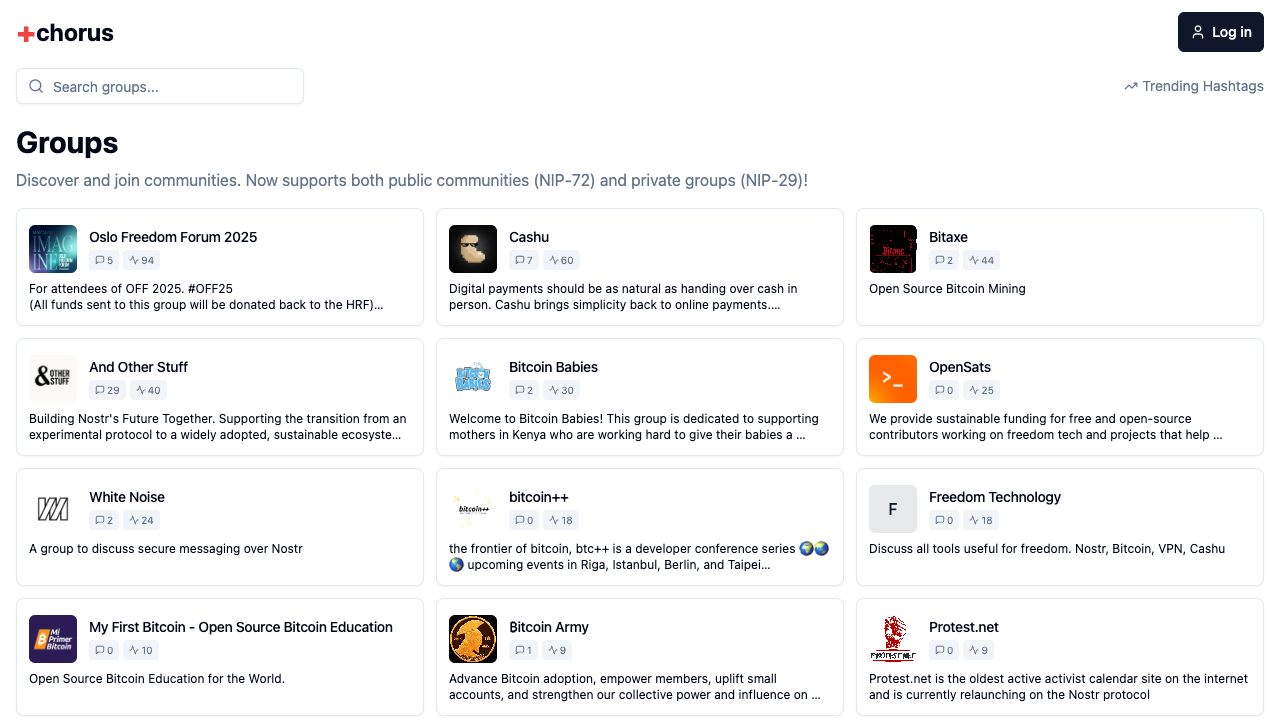 +chorus
Log in
Search groups...
Trending Hashtags
Groups
Discover and join communities. Now supports both public communities (NIP-72) and private groups (NIP-29)!
IMAG
INE
Oslo Freedom Forum 2025
5 94
For attendees of OFF 2025. #OFF25
(All funds sent to this group will be donated back to the HRF)...
Cashu
7 60
Digital payments should be as natural as handing over cash in
person. Cashu brings simplicity back to online payments....
Bitaxe
2 44
Open Source Bitcoin Mining
&OTHER
STUFF
And Other Stuff
29 40
Building Nostr's Future Together. Supporting the transition from an
experimental protocol to a widely adopted, sustainable ecosyste...
Bitcoin Babies
2 30
Welcome to Bitcoin Babies! This group is dedicated to supporting
mothers in Kenya who are working hard to give their babies a ...
>_
OpenSats
0 25
We provide sustainable funding for free and open-source
contributors working on freedom tech and projects that help ...
White Noise
2 24
A group to discuss secure messaging over Nostr
bitcoin++
bitcoin++
0 18
the frontier of bitcoin, btc++ is a developer conference series 🌍🌏
🌎 upcoming events in Riga, Istanbul, Berlin, and Taipei...
F
Freedom Technology
0 18
Discuss all tools useful for freedom. Nostr, Bitcoin, VPN, Cashu
Mi
Primer
Bitcoin
My First Bitcoin - Open Source Bitcoin Education
0 10
Open Source Bitcoin Education for the World.
₿itcoin Army
1 9
Advance Bitcoin adoption, empower members, uplift small
accounts, and strengthen our collective power and influence on ...
Protest.net
0 9
Protest.net is the oldest active activist calendar site on the internet
and is currently relaunching on the Nostr protocol